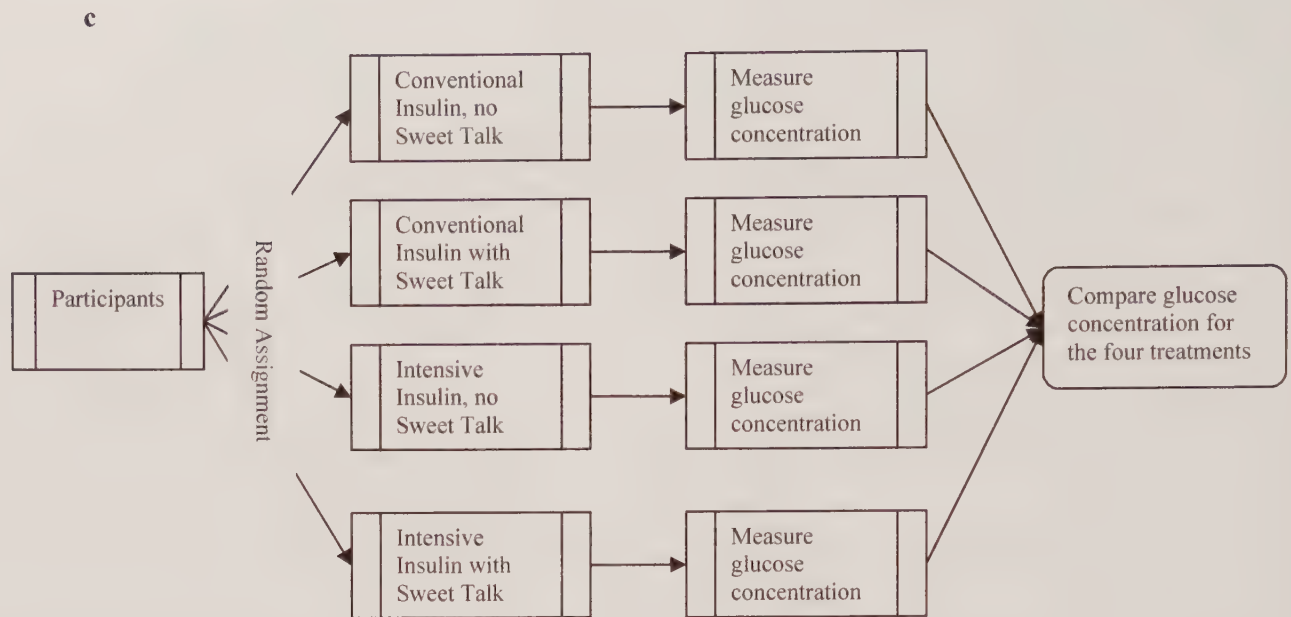 c
Participants
Random Assignment
Conventional
Insulin, no
Sweet Talk
Measure
glucose
concentration
Conventional
Insulin with
Sweet Talk
Measure
glucose
concentration
Intensive
Insulin, no
Sweet Talk
Measure
glucose
concentration
Intensive
Insulin with
Sweet Talk
Measure
glucose
concentration
Compare glucose
concentration for
the four treatments